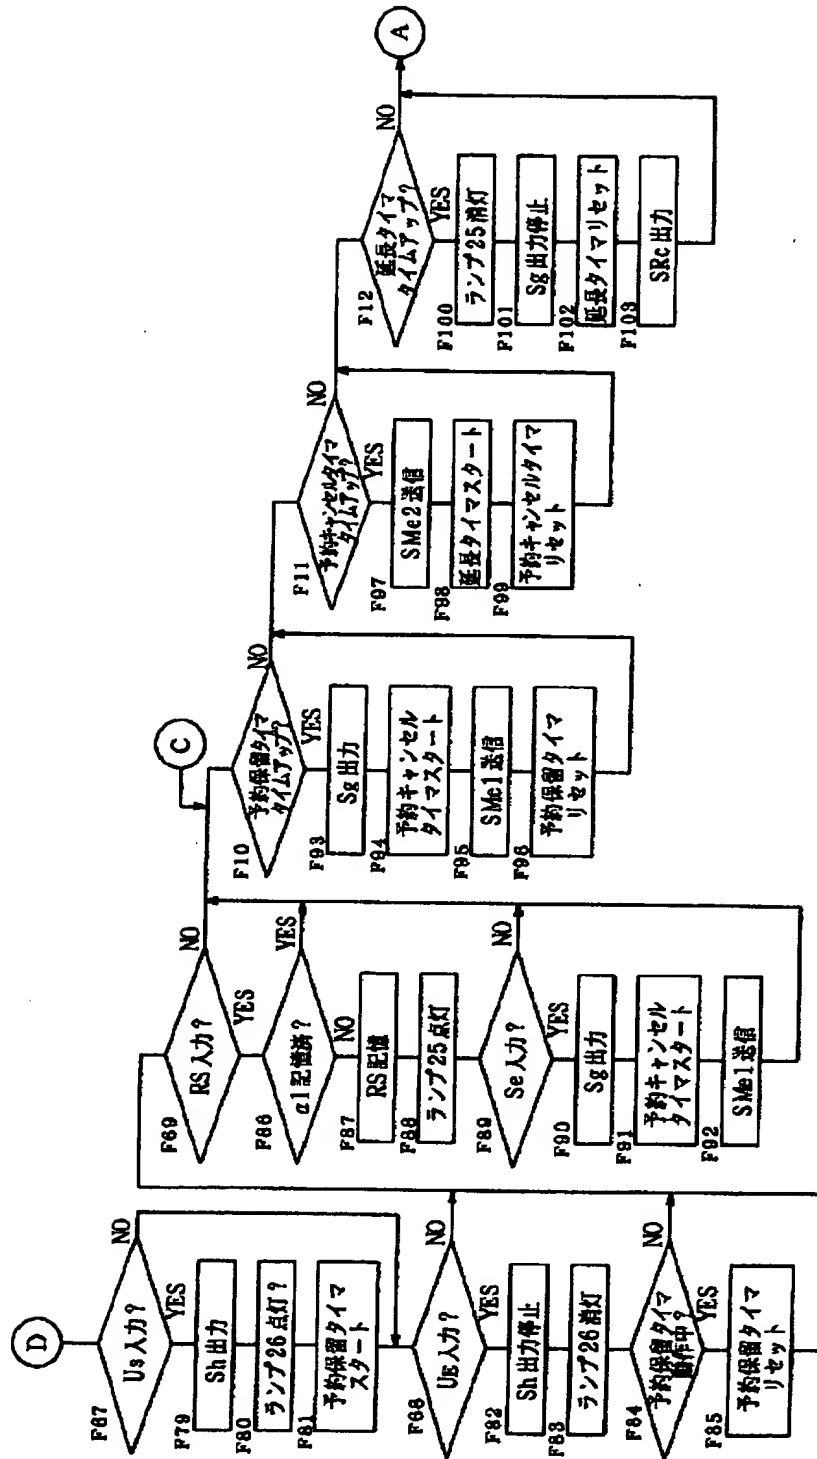 D
F67
Us入力?
NO
YES
F79
Sh出力
F80
ランプ26点灯?
F81
予約保留タイマ
スタート
F68
UE入力?
NO
YES
F82
Sh出力停止
F83
ランプ26消灯
F84
予約保留タイマ
動作中?
NO
YES
F85
予約保留タイマ
リセット
F69
RS入力?
NO
YES
F86
α1記憶済?
YES
NO
F87
RS記憶
F88
ランプ25点灯
F89
Se入力?
NO
YES
F90
Sg出力
F91
予約キャンセル
タイマスタート
F92
SMe1送信
C
F10
予約保留タイマ
タイムアップ?
NO
YES
F93
Sg出力
F94
予約キャンセル
タイマスタート
F95
SMe1送信
F96
予約保留タイマ
リセット
F11
予約キャンセルタイマ
タイムアップ?
NO
YES
F97
SMe2送信
F98
延長タイマスタート
F99
予約キャンセルタイマ
リセット
F12
延長タイマ
タイムアップ?
NO
YES
F100
ランプ25消灯
F101
Sg出力停止
F102
延長タイマリセット
F103
SRc出力
A